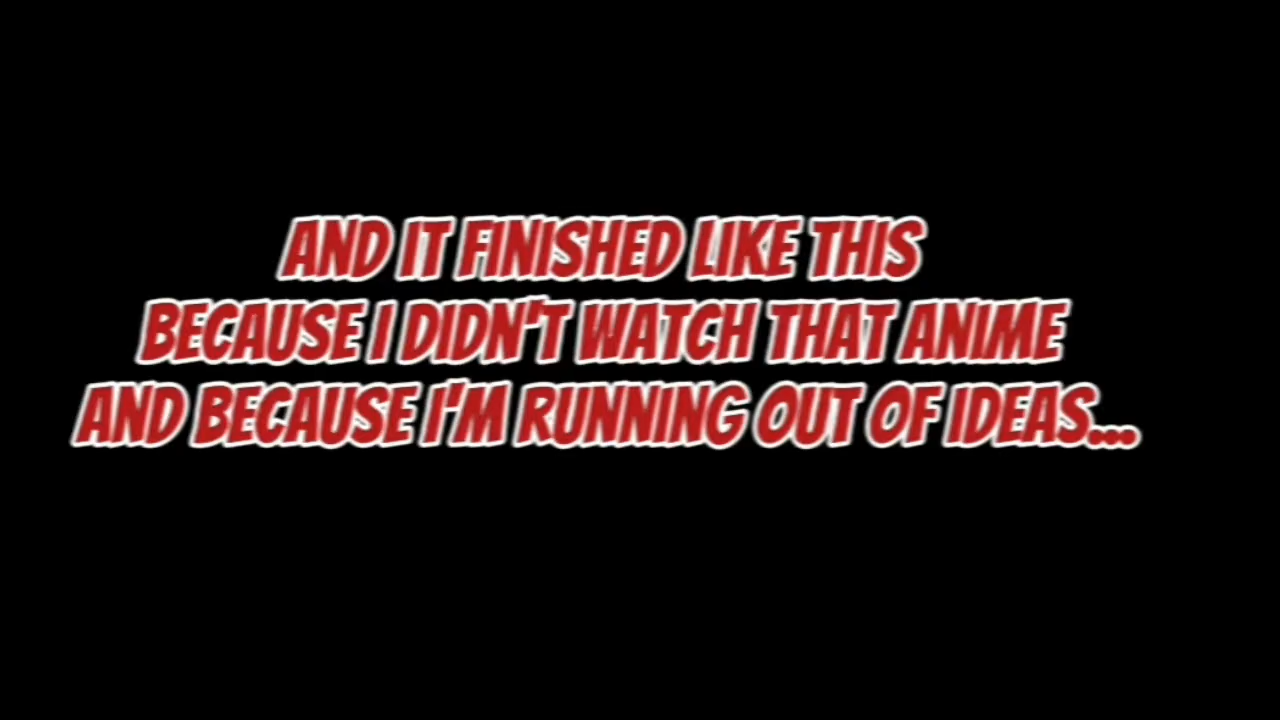 AND IT FINISHED LIKE THIS
BECAUSE I DIDN'T WATCH THAT ANIME
AND BECAUSE I'M RUNNING OUT OF IDEAS...